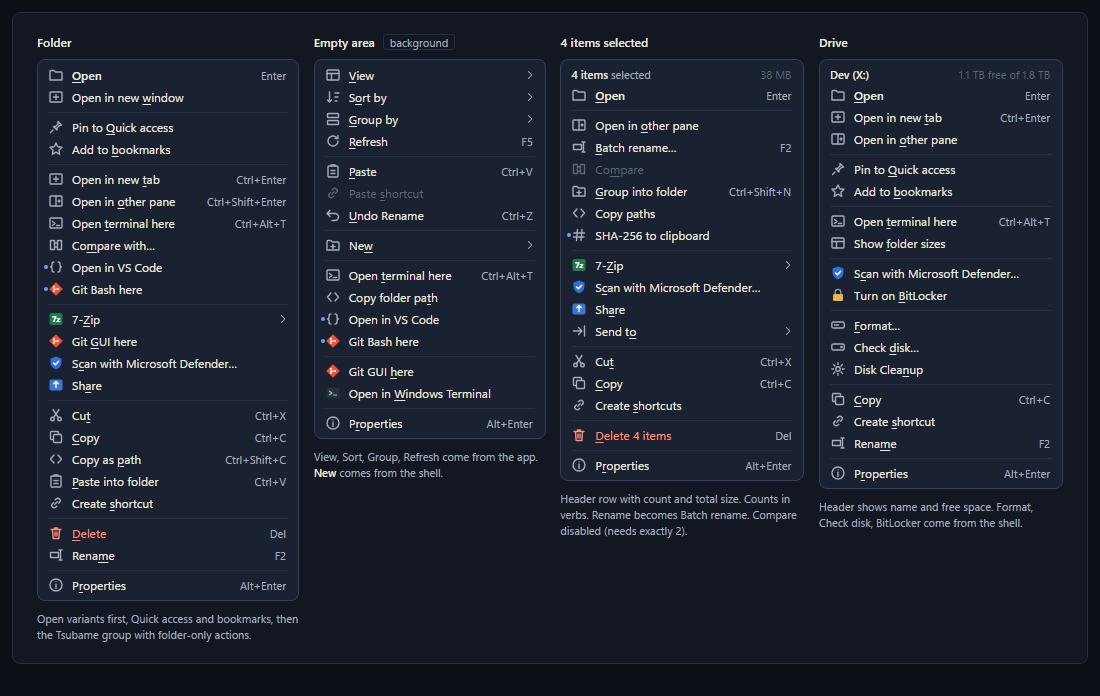 Folder
Open Enter
Open in new window
Pin to Quick access
Add to bookmarks
Open in new tab Ctrl+Enter
Open in other pane Ctrl+Shift+Enter
Open terminal here Ctrl+Alt+T
Compare with...
Open in VS Code
Git Bash here
7z 7-Zip
Git GUI here
Scan with Microsoft Defender...
Share
Cut Ctrl+X
Copy Ctrl+C
Copy as path Ctrl+Shift+C
Paste into folder Ctrl+V
Create shortcut
Delete Del
Rename F2
Properties Alt+Enter
Open variants first, Quick access and bookmarks, then
the Tsubame group with folder-only actions.
Empty area background
View
Sort by
Group by
Refresh F5
Paste Ctrl+V
Paste shortcut
Undo Rename Ctrl+Z
New
Open terminal here Ctrl+Alt+T
Copy folder path
Open in VS Code
Git Bash here
Git GUI here
Open in Windows Terminal
Properties Alt+Enter
View, Sort, Group, Refresh come from the app.
New comes from the shell.
4 items selected
4 items selected 38 MB
Open Enter
Open in other pane
Batch rename... F2
Compare
Group into folder Ctrl+Shift+N
Copy paths
SHA-256 to clipboard
7z 7-Zip
Scan with Microsoft Defender...
Share
Send to
Cut Ctrl+X
Copy Ctrl+C
Create shortcuts
Delete 4 items Del
Properties Alt+Enter
Header row with count and total size. Counts in
verbs. Rename becomes Batch rename. Compare
disabled (needs exactly 2).
Drive
Dev (X:) 1.1 TB free of 1.8 TB
Open Enter
Open in new tab Ctrl+Enter
Open in other pane
Pin to Quick access
Add to bookmarks
Open terminal here Ctrl+Alt+T
Show folder sizes
Scan with Microsoft Defender...
Turn on BitLocker
Format...
Check disk...
Disk Cleanup
Copy Ctrl+C
Create shortcut
Rename F2
Properties Alt+Enter
Header shows name and free space. Format,
Check disk, BitLocker come from the shell.